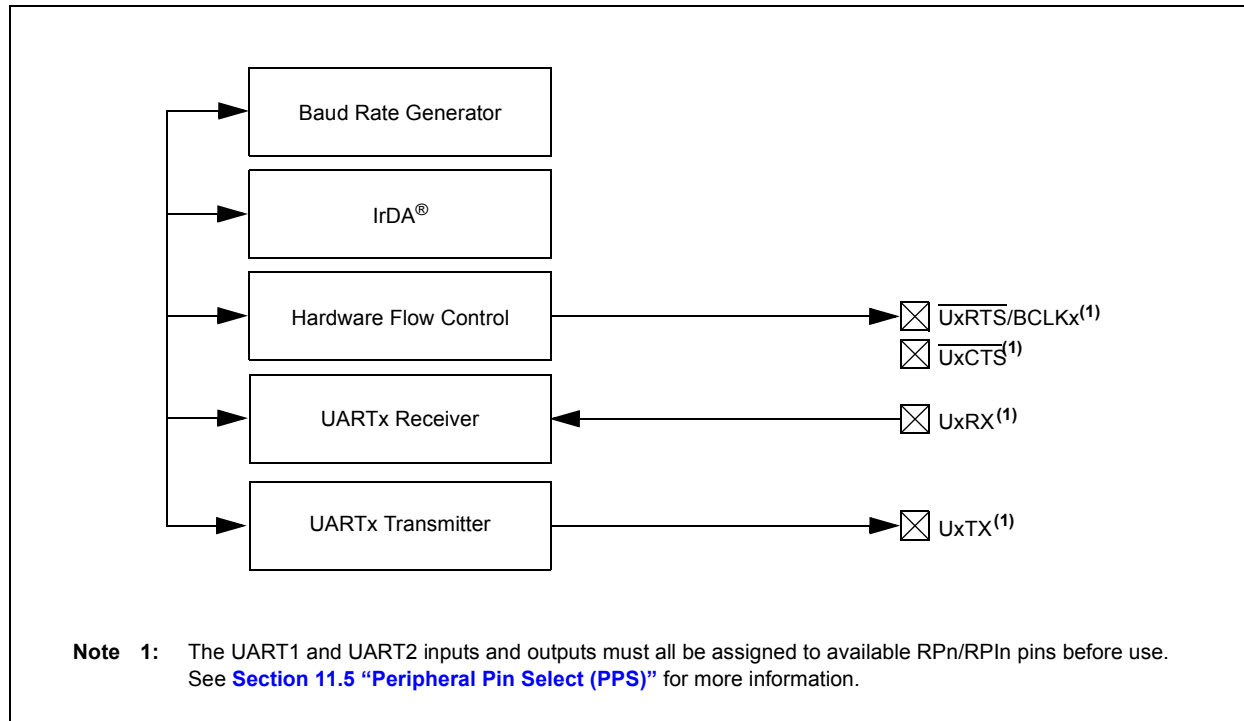 Baud Rate Generator
IrDA®
Hardware Flow Control
UxRTS/BCLKx(1)
UxCTS(1)
UARTx Receiver
UxRX(1)
UARTx Transmitter
UxTX(1)
Note 1: The UART1 and UART2 inputs and outputs must all be assigned to available RPn/RPIn pins before use.
See Section 11.5 “Peripheral Pin Select (PPS)” for more information.